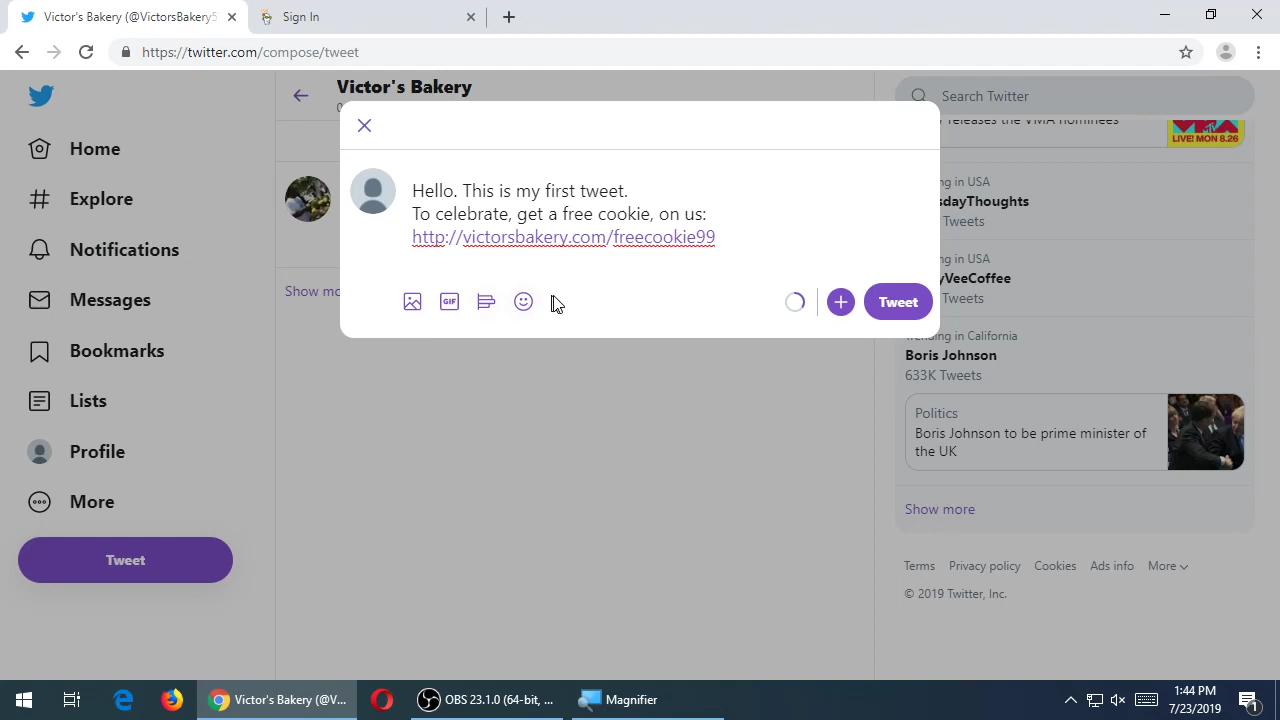 Victor's Bakery (@VictorsBakery5
Sign In
https://twitter.com/compose/tweet
Victor's Bakery
Search Twitter
releases the VMA nominees
LIVE! MON 8.26
Home
Explore
Notifications
Messages
Bookmarks
Lists
Profile
More
Tweet
Show mo
Hello. This is my first tweet.
To celebrate, get a free cookie, on us:
http://victorsbakery.com/freecookie99
GIF
Tweet
ing in USA
sdayThoughts
Tweets
ing in USA
yVeeCoffee
Tweets
Trending in California
Boris Johnson
633K Tweets
Politics
Boris Johnson to be prime minister of
the UK
Show more
Terms Privacy policy Cookies Ads info More
© 2019 Twitter, Inc.
Victor's Bakery (@V...
OBS 23.1.0 (64-bit, ...
Magnifier
1:44 PM
7/23/2019
1